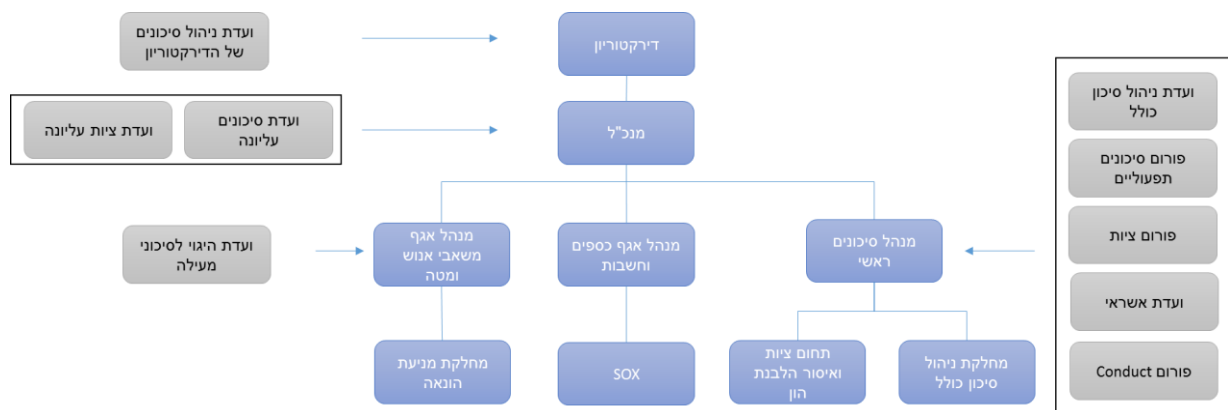 ועדת ניהול סיכונים
של הדירקטוריון
דירקטוריון
ועדת ניהול סיכון
כולל
ועדת סיכונים
עליונה
ועדת ציות עליונה
מנכ"ל
פורום סיכונים
תפעוליים
פורום ציות
מנהל סיכונים
ראשי
מנהל אגף כספים
וחשבות
מנהל אגף
משאבי אנוש
ומטה
ועדת היגוי לסיכוני
מעילה
ועדת אשראי
מחלקת ניהול
סיכון כולל
תחום ציות
ואיסור הלבנת
הון
SOX
מחלקת מניעת
הונאה
פורום Conduct